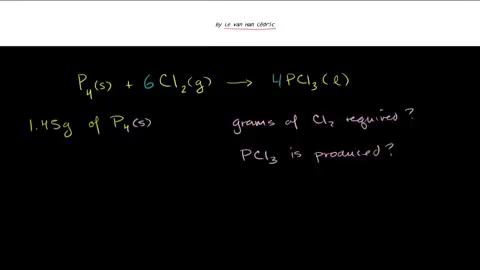 By Le Van Han Cédric
P₄(s) + 6Cl₂(g) → 4PCl₃(l)
1.45g of P₄(s)
grams of Cl₂ required?
PCl₃ is produced?